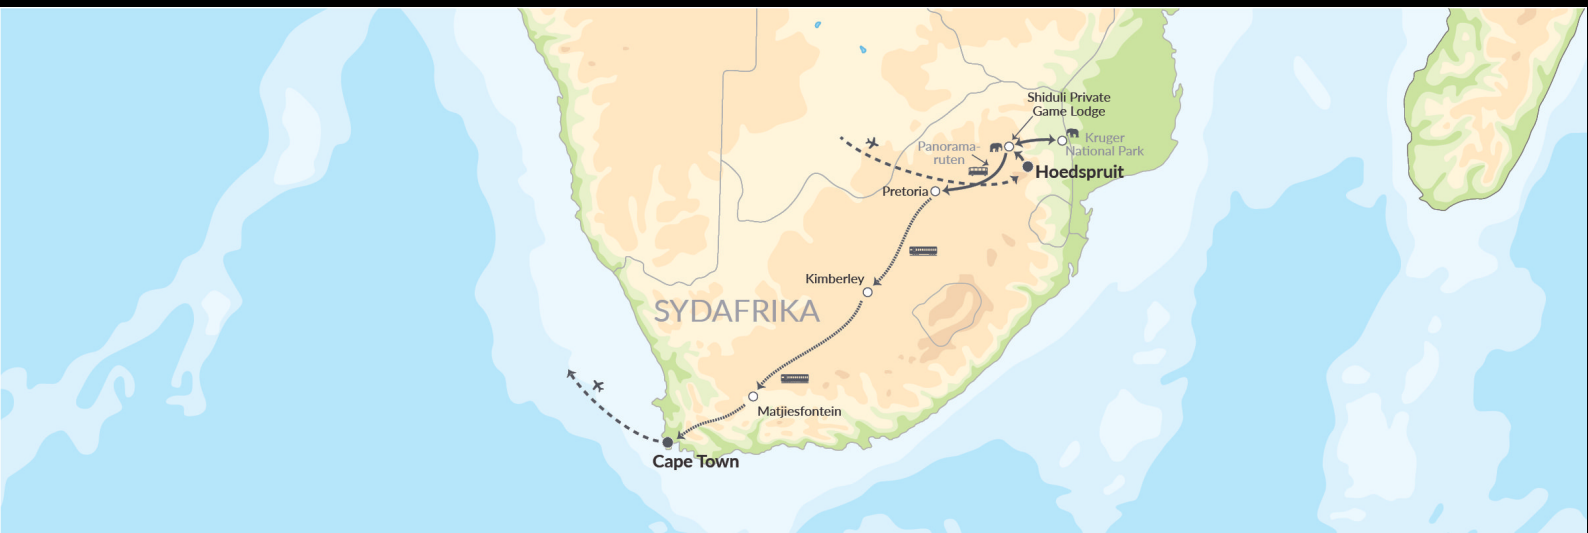 Shiduli Private
Game Lodge
Kruger
National Park
Panorama-
ruten
Hoedspruit
Pretoria
Kimberley
SYDAFRIKA
Matjiesfontein
Cape Town